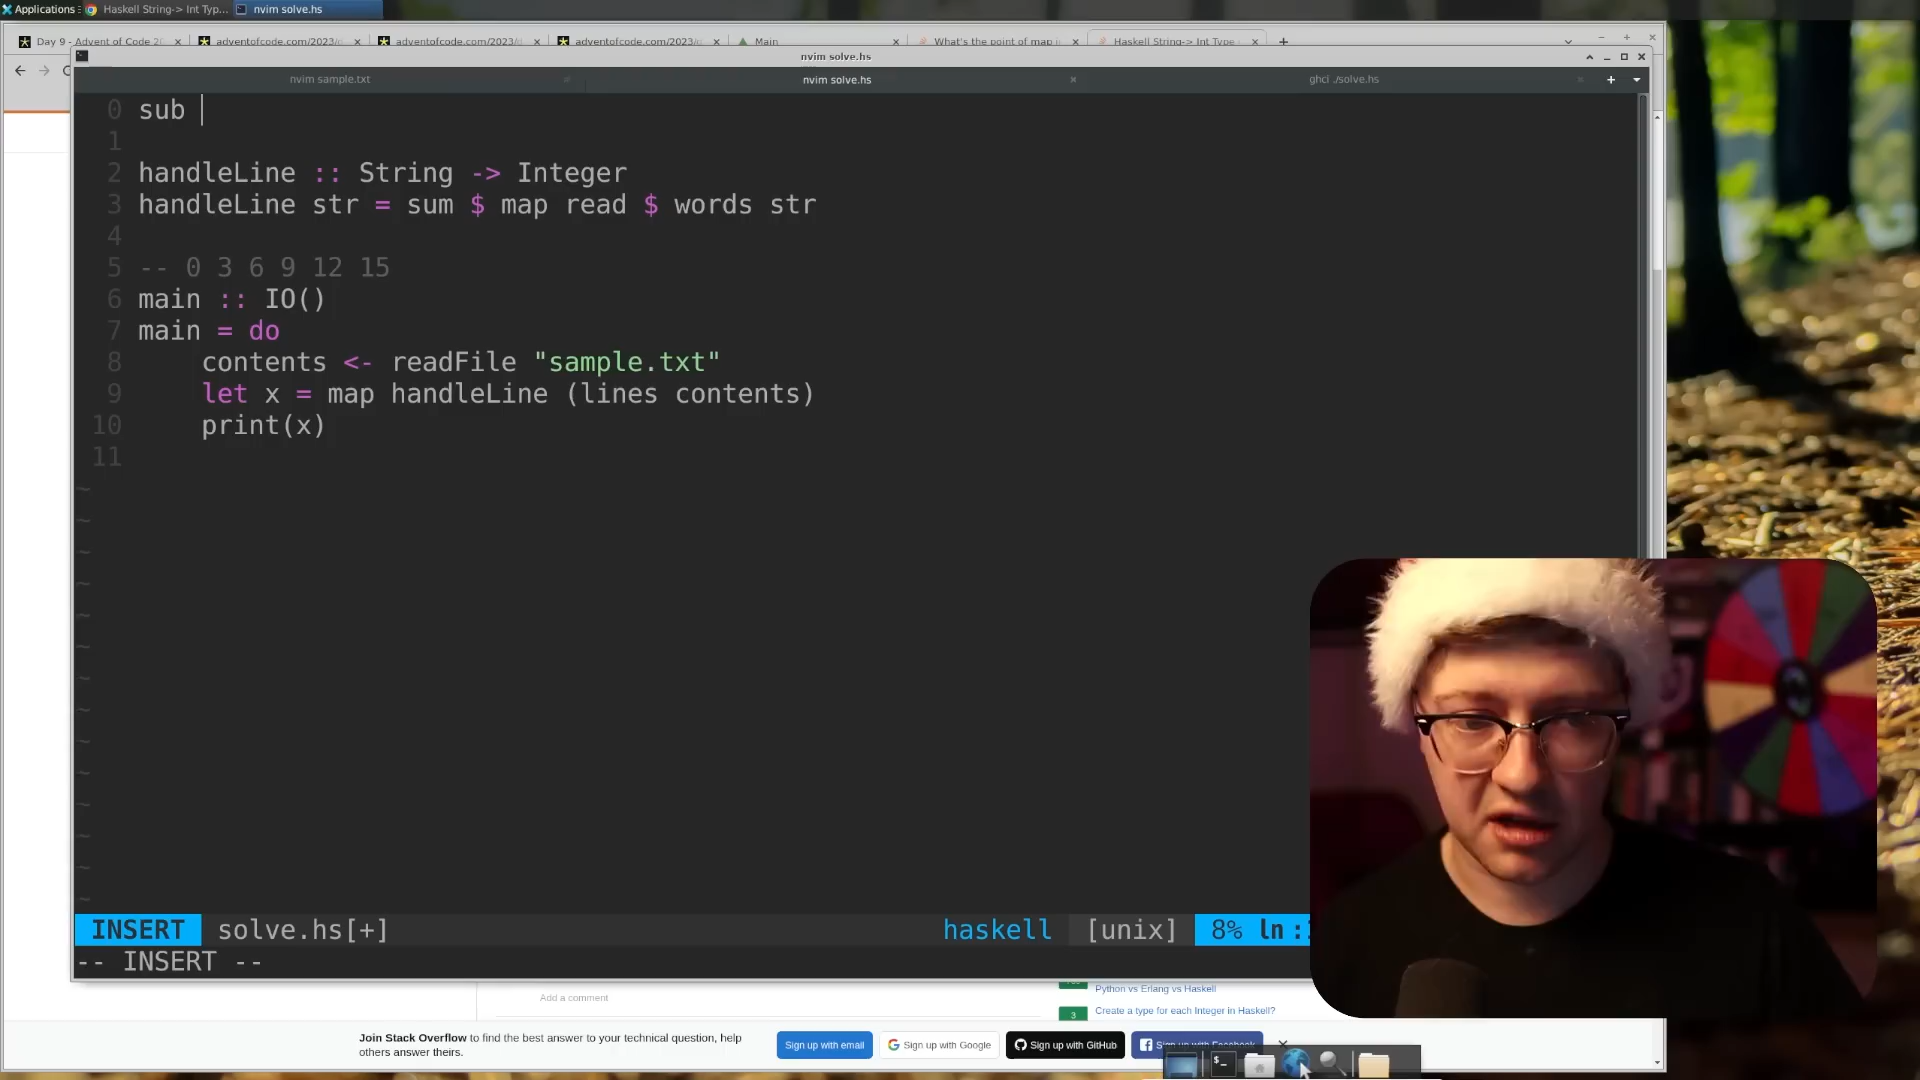 Applications
Haskell String-> Int Typ...
nvim solve.hs
Day 9 - Advent of Code 20
adventofcode.com/2023/d
adventofcode.com/2023/d
adventofcode.com/2023/d
Main
What's the point of map i
Haskell String-> Int Type
nvim solve.hs
nvim sample.txt
nvim solve.hs
ghci ./solve.hs
0 sub
1
2 handleLine :: String -> Integer
3 handleLine str = sum $ map read $ words str
4
5 -- 0 3 6 9 12 15
6 main :: IO()
7 main = do
8 contents <- readFile "sample.txt"
9 let x = map handleLine (lines contents)
10 print(x)
11
INSERT solve.hs[+] haskell [unix] 8% ln :
-- INSERT --
Add a comment
Python vs Erlang vs Haskell
3 Create a type for each Integer in Haskell?
Join Stack Overflow to find the best answer to your technical question, help
others answer theirs.
Sign up with email
Sign up with Google
Sign up with GitHub
Sign up with Facebook